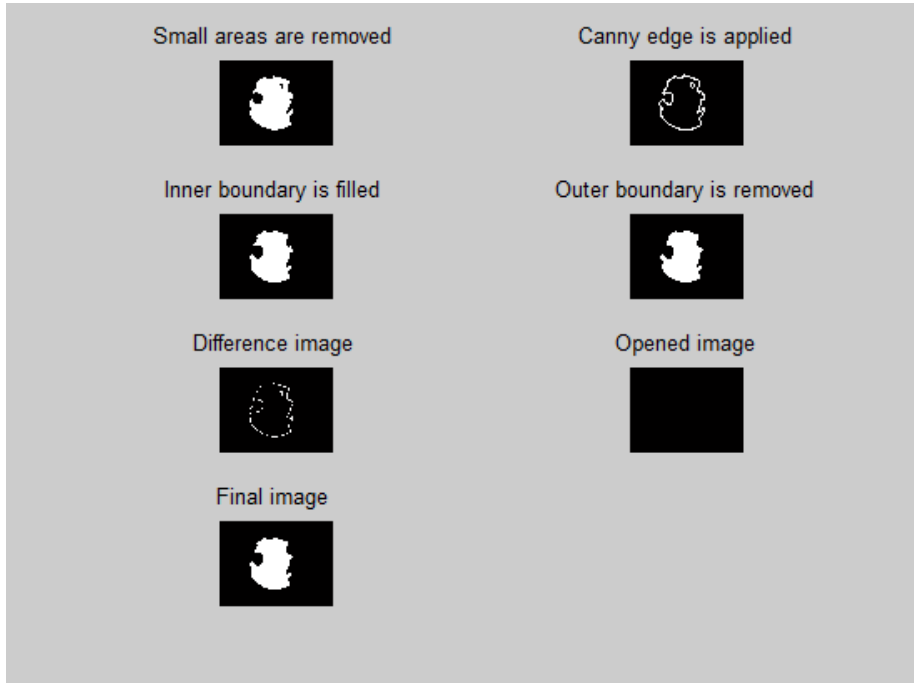 Small areas are removed
Canny edge is applied
Inner boundary is filled
Outer boundary is removed
Difference image
Opened image
Final image